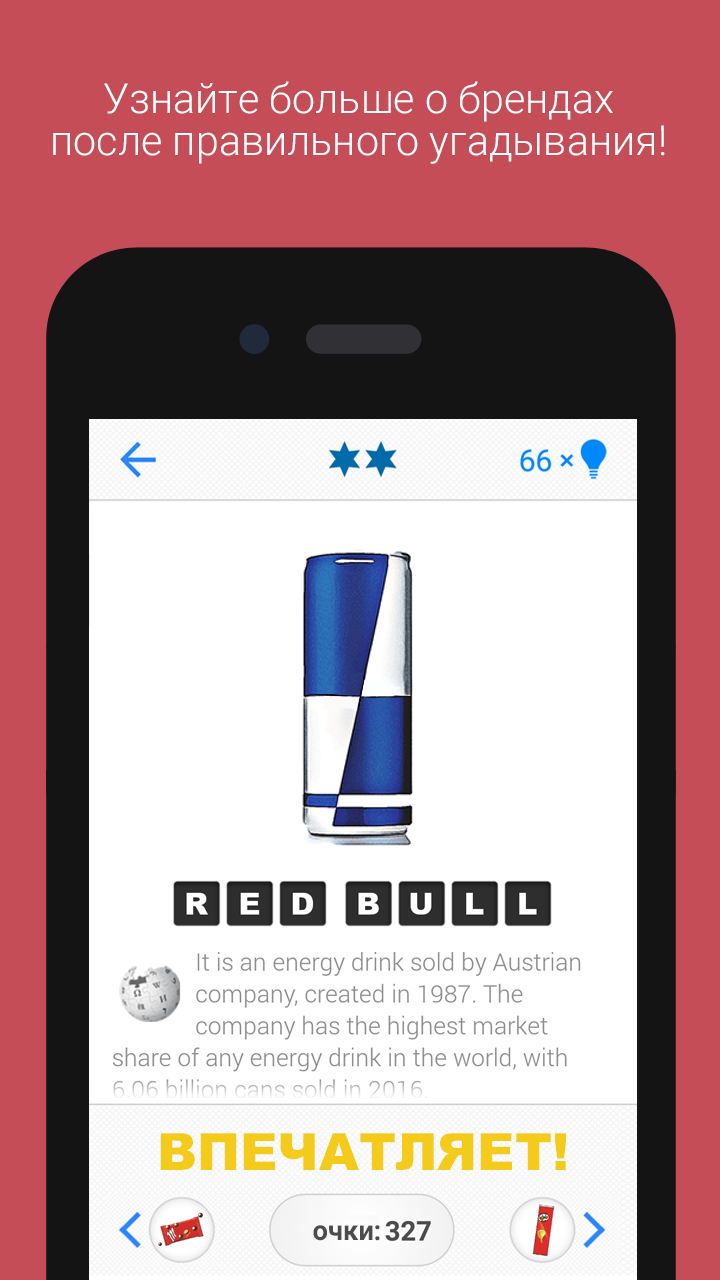 Узнайте больше о брендах
после правильного угадывания!
66 ×
RED BULL
It is an energy drink sold by Austrian
company, created in 1987. The
company has the highest market
share of any energy drink in the world, with
6.06 billion cans sold in 2016.
ВПЕЧАТЛЯЕТ!
очки: 327